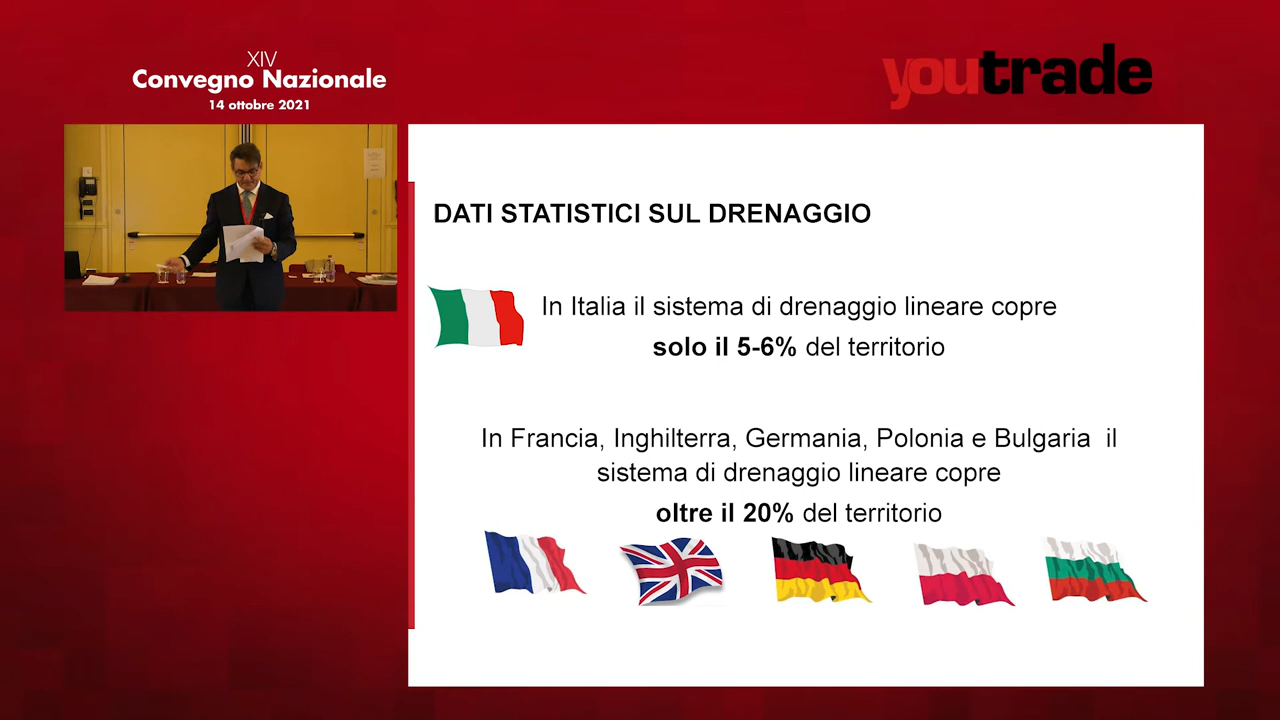 XIV
Convegno Nazionale
14 ottobre 2021
youtrade
DATI STATISTICI SUL DRENAGGIO
In Italia il sistema di drenaggio lineare copre
solo il 5-6% del territorio
In Francia, Inghilterra, Germania, Polonia e Bulgaria il
sistema di drenaggio lineare copre
oltre il 20% del territorio